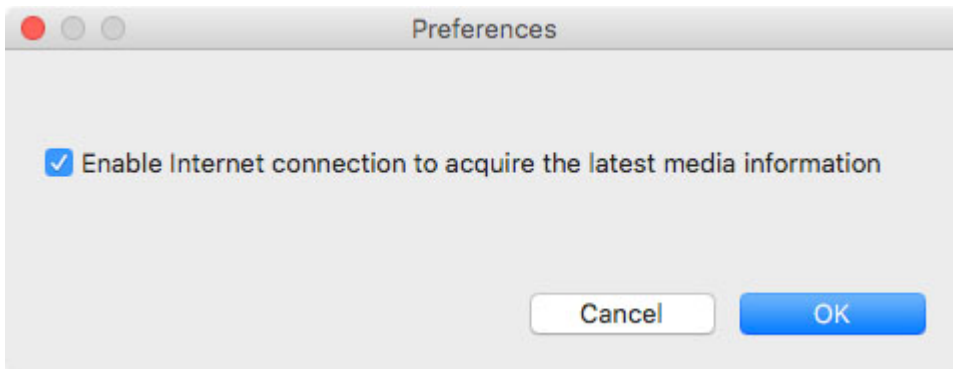 Preferences
Enable Internet connection to acquire the latest media information
Cancel OK